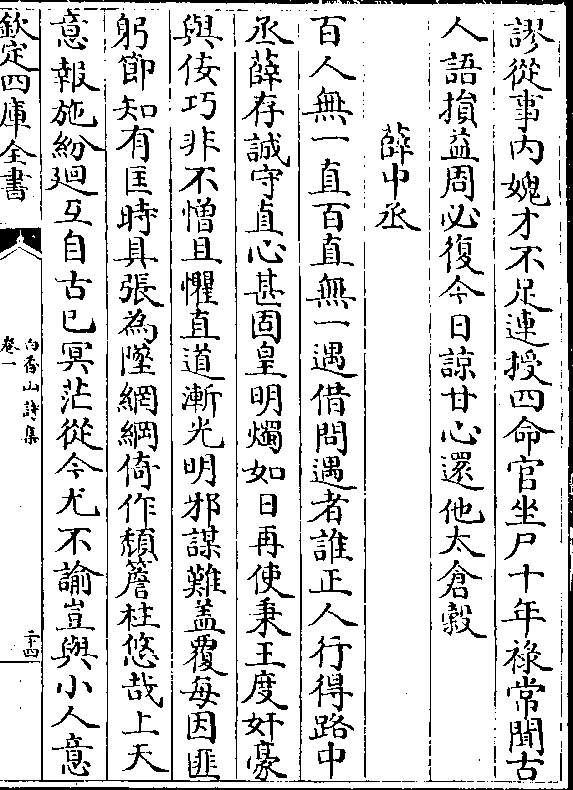 謬從事内媿才不足連授四命官坐尸十年祿常聞古
人語損益周必復今日諒甘心還他太倉穀
薛中丞
百人無一直百直無一遇借問遇者誰正人行得路中
丞薛存誠守直心甚固皇明燭如日再使秉王度奸豪
與佞巧非不憎且懼直道漸光明邪謀難盖覆每因匪
躬節知有匡時具張為墜網綱倚作頽簷柱悠哉上天
意報施紛廻互自古已冥茫從今尤不諭豈與小人意
欽定四庫全書
白香山詩集
卷一
二十四